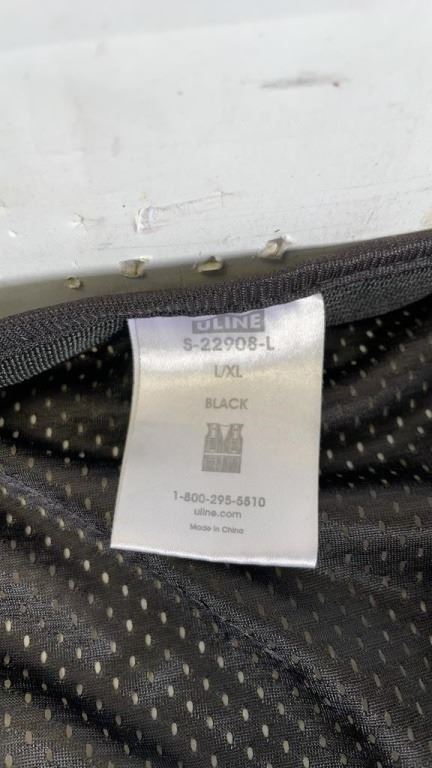 ULINE
S-22908-L
L/XL
BLACK
1-800-295-5510
uline.com
Made in China